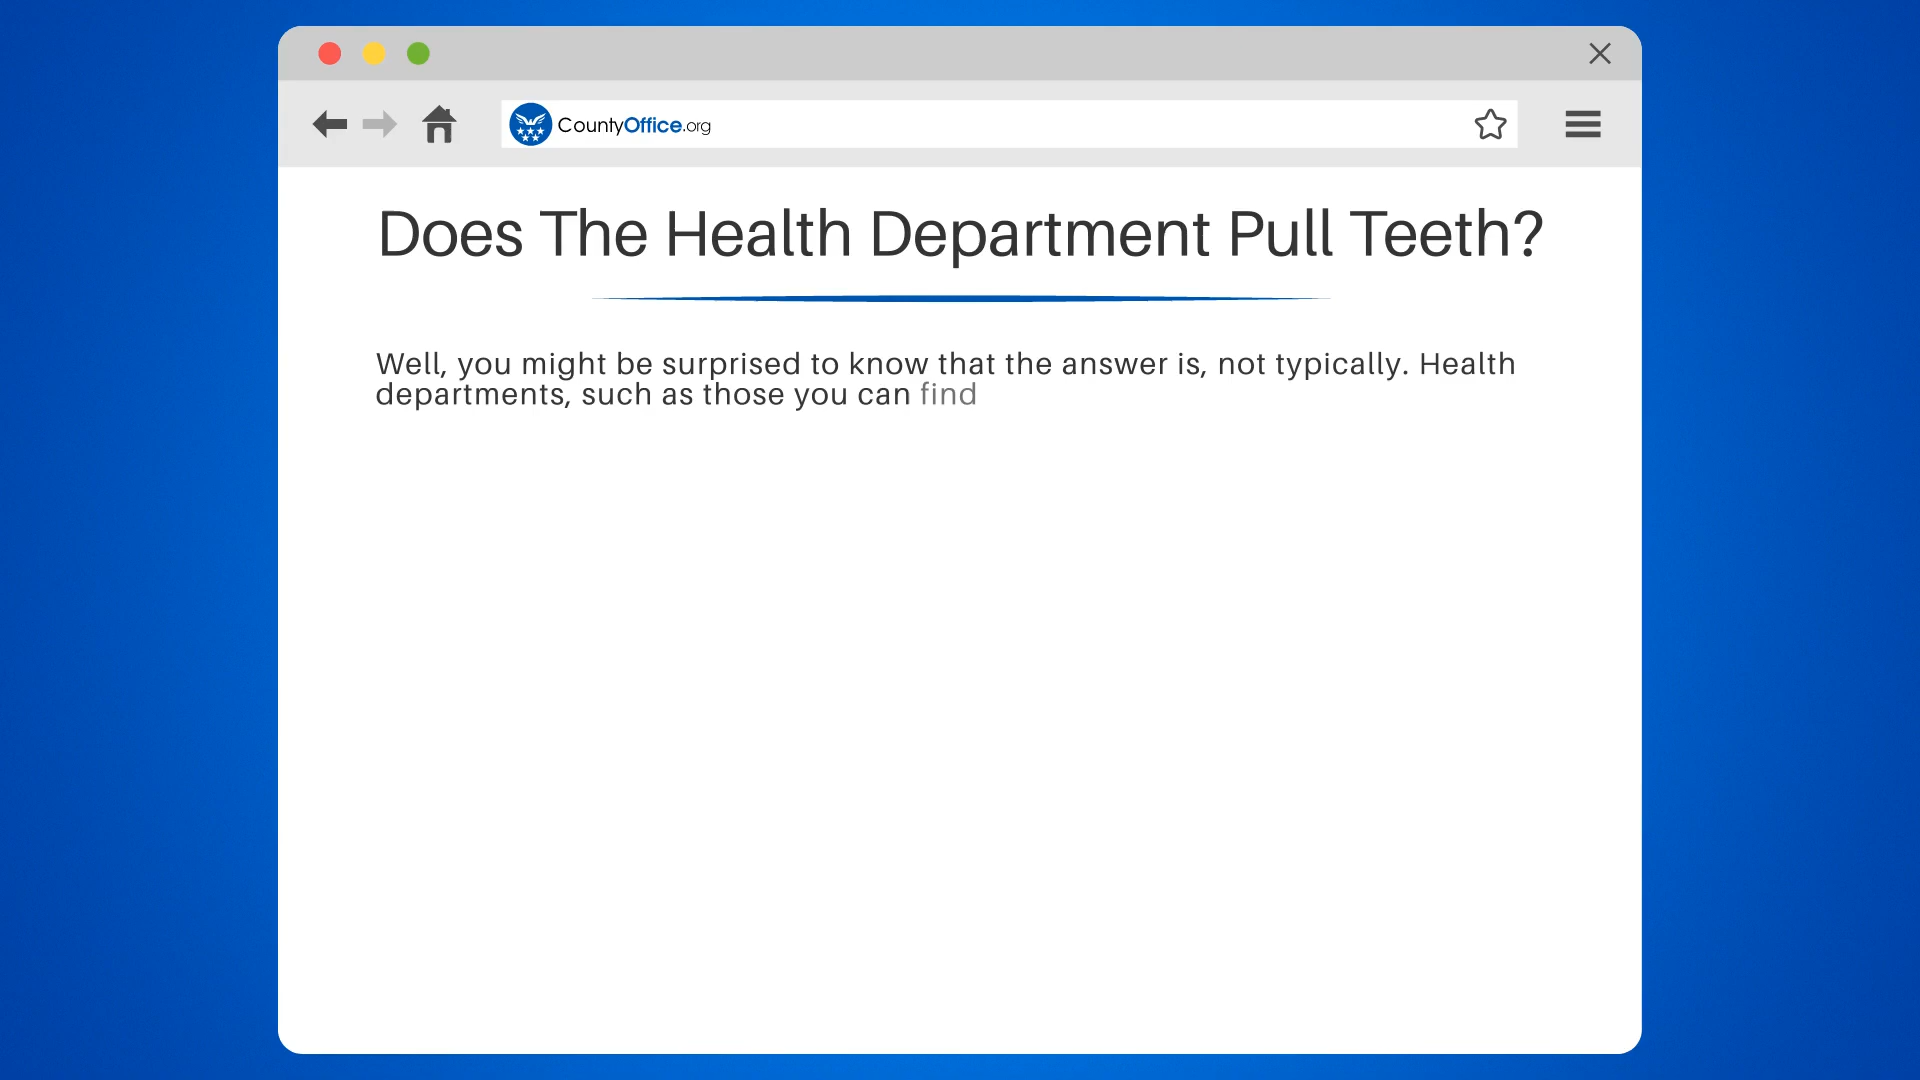 CountyOffice.org
Does The Health Department Pull Teeth?
Well, you might be surprised to know that the answer is, not typically. Health
departments, such as those you can find